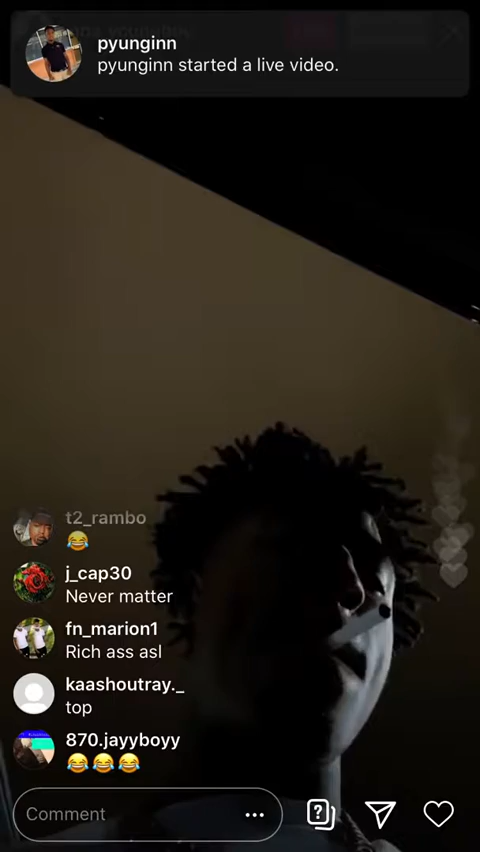 pyunginn
pyunginn started a live video.
t2_rambo
😂
j_cap30
Never matter
fn_marion1
Rich ass asl
kaashoutray._
top
870.jayyboyy
😂😂😂
Comment